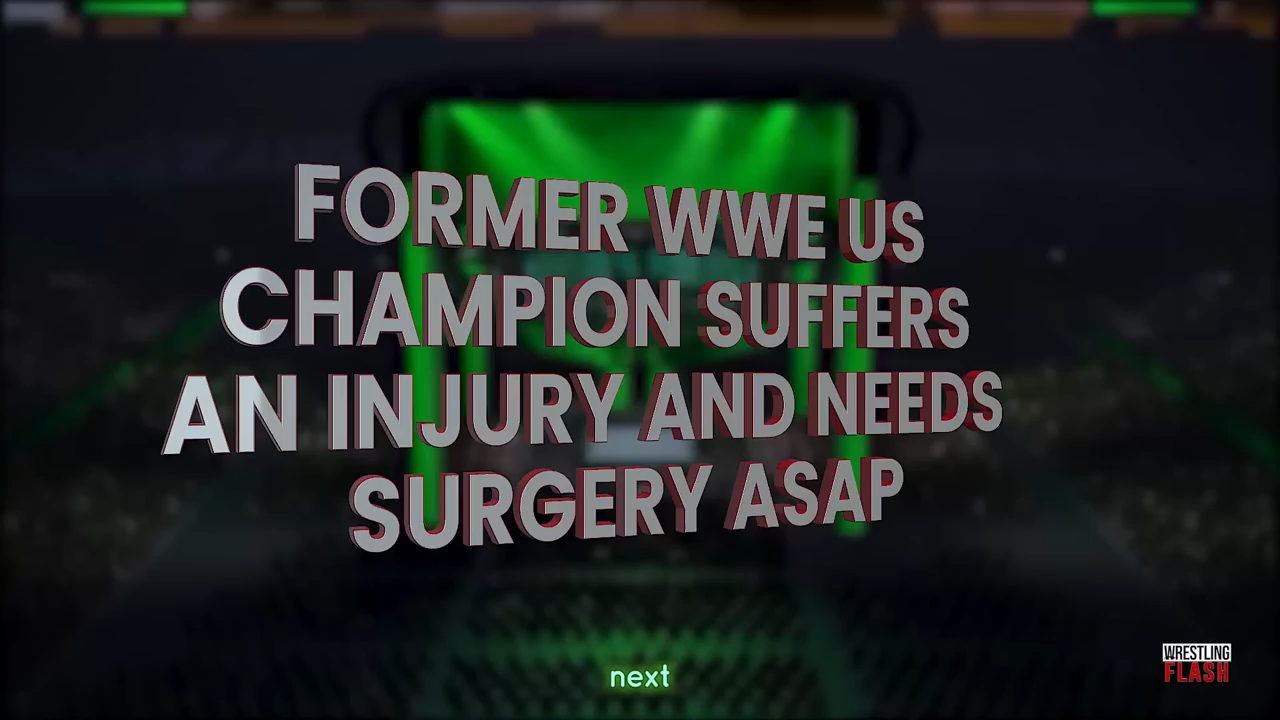 FORMER WWE US
CHAMPION SUFFERS
AN INJURY AND NEEDS
SURGERY ASAP
next
WRESTLING
FLASH